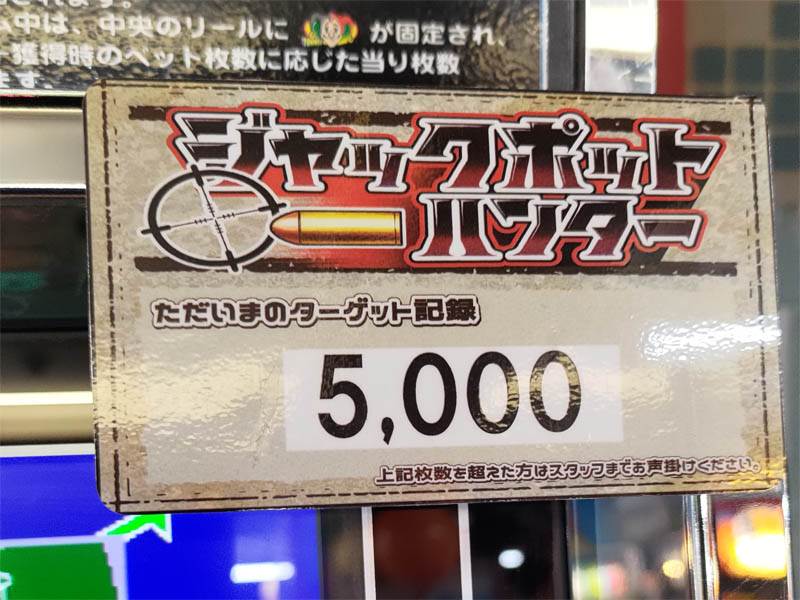 ム中は、中央のリールに が固定され、
獲得時のベット枚数に応じた当り枚数
ます。
ジャックポット
ハンター
ただいまのターゲット記録
5,000
上記枚数を超えた方はスタッフまでお声掛けください。